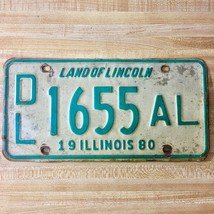 LAND OF LINCOLN
DL 1655 AL
19 ILLINOIS 80